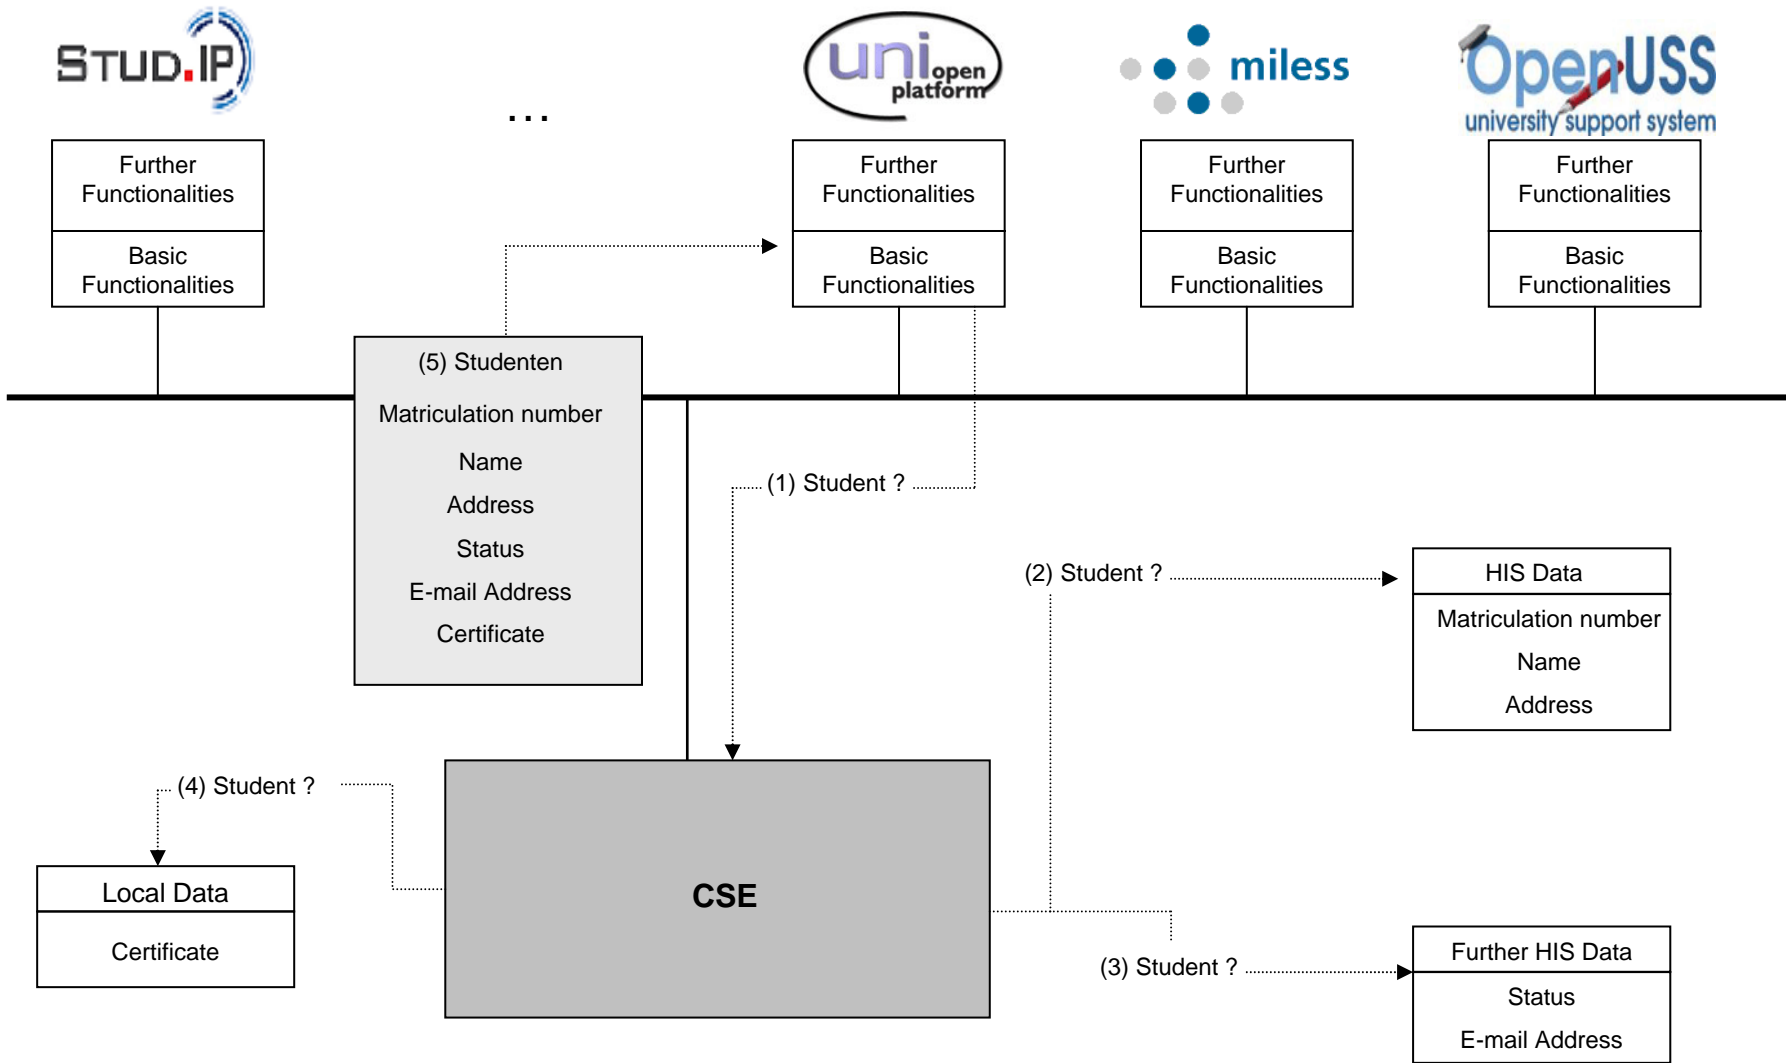 STUD.IP
...
uni open
platform
miless
OpenUSS
university support system
Further
Functionalities
Basic
Functionalities
Further
Functionalities
Basic
Functionalities
Further
Functionalities
Basic
Functionalities
Further
Functionalities
Basic
Functionalities
(5) Studenten
Matriculation number
Name
Address
Status
E-mail Address
Certificate
(1) Student ?
(2) Student ?
HIS Data
Matriculation number
Name
Address
(4) Student ?
Local Data
Certificate
CSE
(3) Student ?
Further HIS Data
Status
E-mail Address